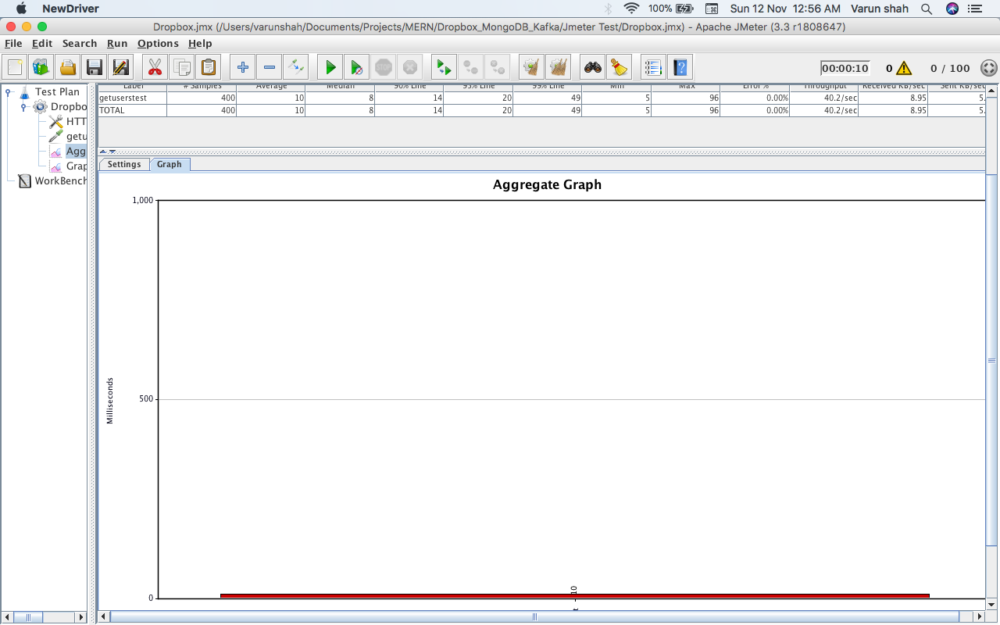 NewDriver 100% Sun 12 Nov 12:56 AM Varun shah
Dropbox.jmx (/Users/varunshah/Documents/Projects/MERN/Dropbox_MongoDB_Kafka/Jmeter Test/Dropbox.jmx) - Apache JMeter (3.3 r1808647)
File Edit Search Run Options Help
STOP 00:00:10 0 0 / 100
Test Plan
Dropbo
HTT
getu
Agg
Grap
WorkBench
Label # Samples Average Median 90% Line 95% Line 99% Line Min Max Error % Throughput Received KB/sec Sent KB/sec
getuserstest 400 10 8 14 20 49 5 96 0.00% 40.2/sec 8.95 5.
TOTAL 400 10 8 14 20 49 5 96 0.00% 40.2/sec 8.95 5.
Settings Graph
Aggregate Graph
1,000
Milliseconds
500
10
0
t